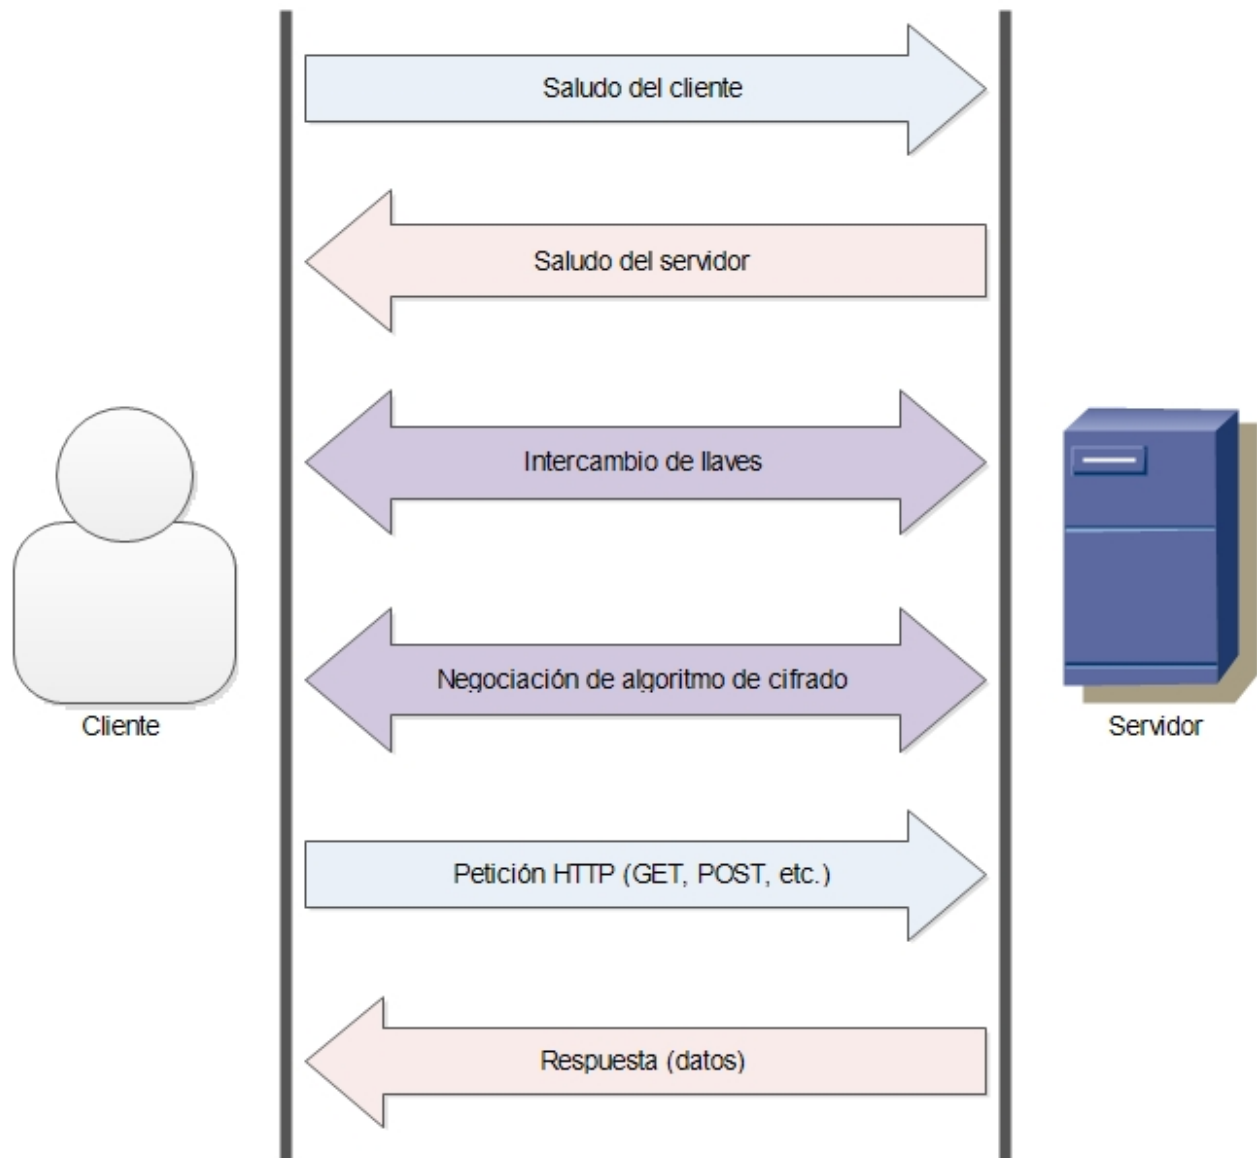 Saludo del cliente
Saludo del servidor
Intercambio de llaves
Negociación de algoritmo de cifrado
Cliente
Servidor
Petición HTTP (GET, POST, etc.)
Respuesta (datos)